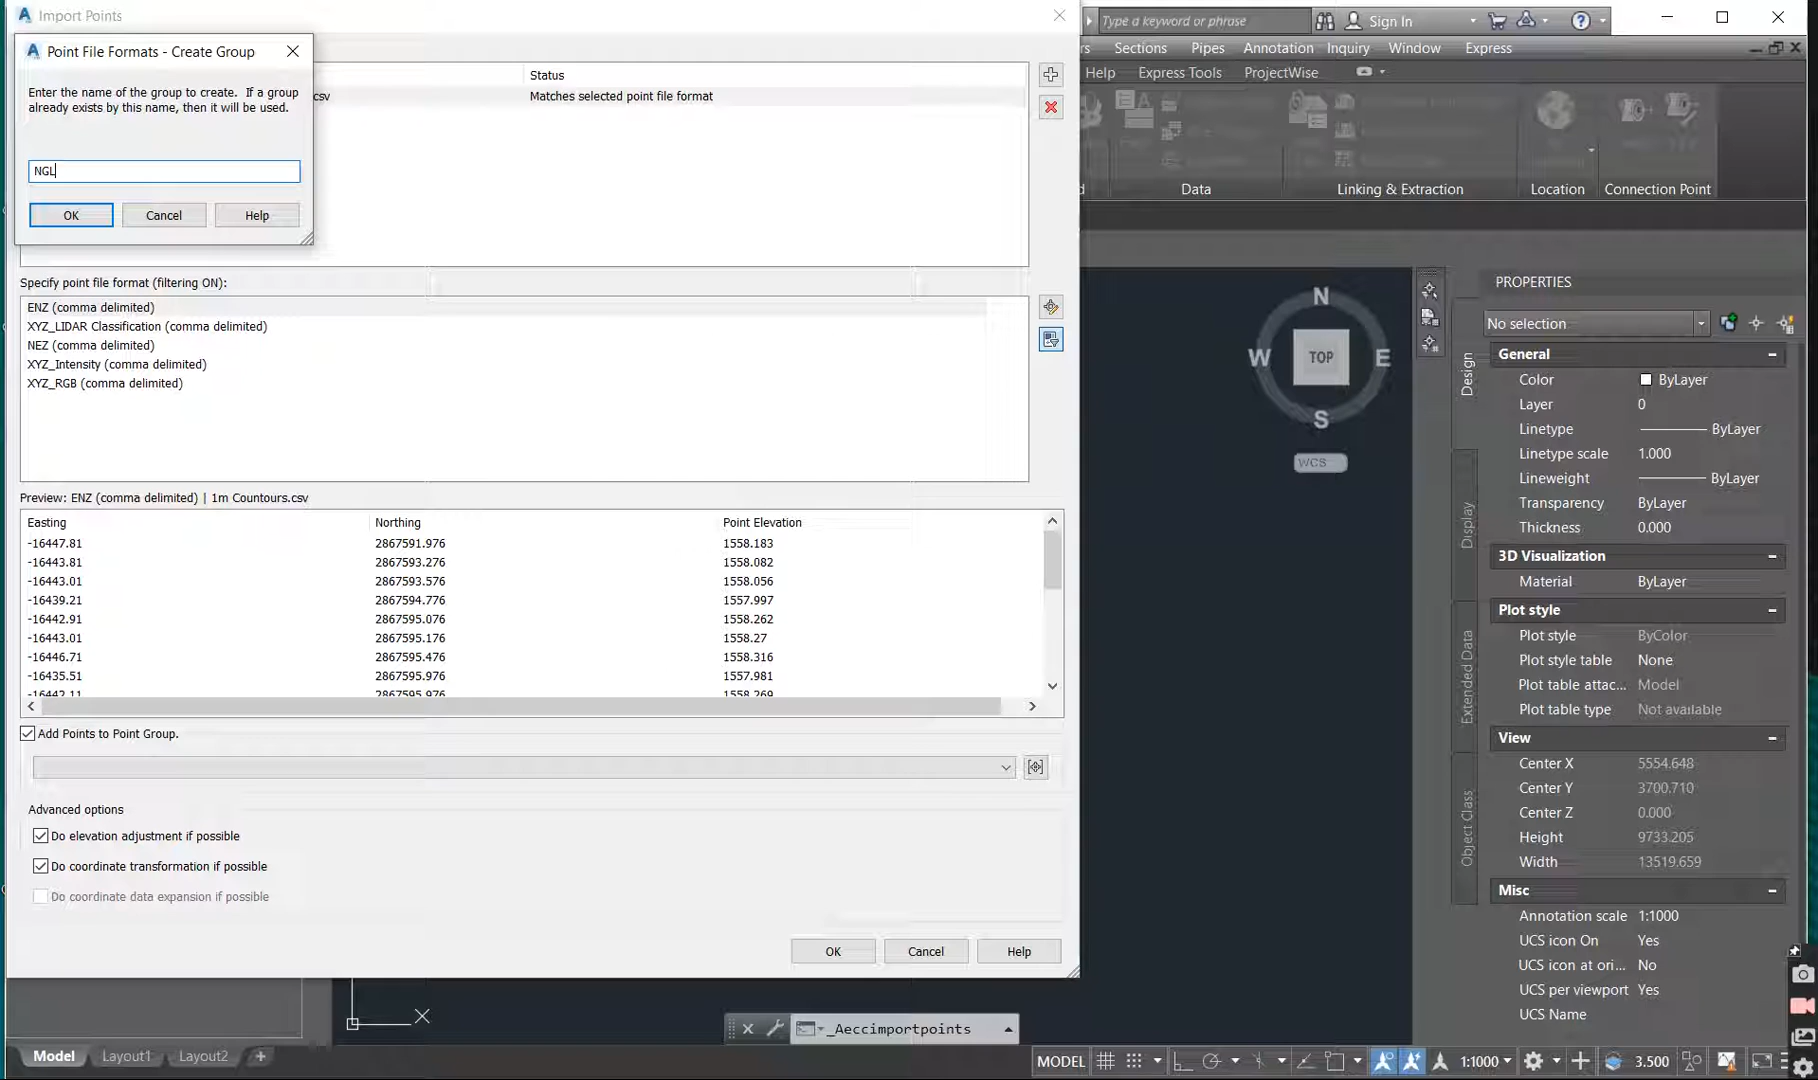 Import Points
Type a keyword or phrase
Sign In
Point File Formats - Create Group
Enter the name of the group to create. If a group
already exists by this name, then it will be used.
NGL
OK Cancel Help
Status
csv Matches selected point file format
Sections Pipes Annotation Inquiry Window Express
Help Express Tools ProjectWise
Data Linking & Extraction Location Connection Point
Specify point file format (filtering ON):
ENZ (comma delimited)
XYZ_LIDAR Classification (comma delimited)
NEZ (comma delimited)
XYZ_Intensity (comma delimited)
XYZ_RGB (comma delimited)
Preview: ENZ (comma delimited) | 1m Countours.csv
Easting Northing Point Elevation
-16447.81 2867591.976 1558.183
-16443.81 2867593.276 1558.082
-16443.01 2867593.576 1558.056
-16439.21 2867594.776 1557.997
-16442.91 2867595.076 1558.262
-16443.01 2867595.176 1558.27
-16446.71 2867595.476 1558.316
-16435.51 2867595.976 1557.981
-16442.11 2867595.976 1558.269
Add Points to Point Group.
Advanced options
Do elevation adjustment if possible
Do coordinate transformation if possible
Do coordinate data expansion if possible
OK Cancel Help
N
W TOP E
S
WCS
PROPERTIES
No selection
Design
Display
Extended Data
Object Class
General
Color ByLayer
Layer 0
Linetype ByLayer
Linetype scale 1.000
Lineweight ByLayer
Transparency ByLayer
Thickness 0.000
3D Visualization
Material ByLayer
Plot style
Plot style ByColor
Plot style table None
Plot table attac... Model
Plot table type Not available
View
Center X 5554.648
Center Y 3700.710
Center Z 0.000
Height 9733.205
Width 13519.659
Misc
Annotation scale 1:1000
UCS icon On Yes
UCS icon at ori... No
UCS per viewport Yes
UCS Name
X
_Aeccimportpoints
Model Layout1 Layout2 +
MODEL 1:1000 3.500